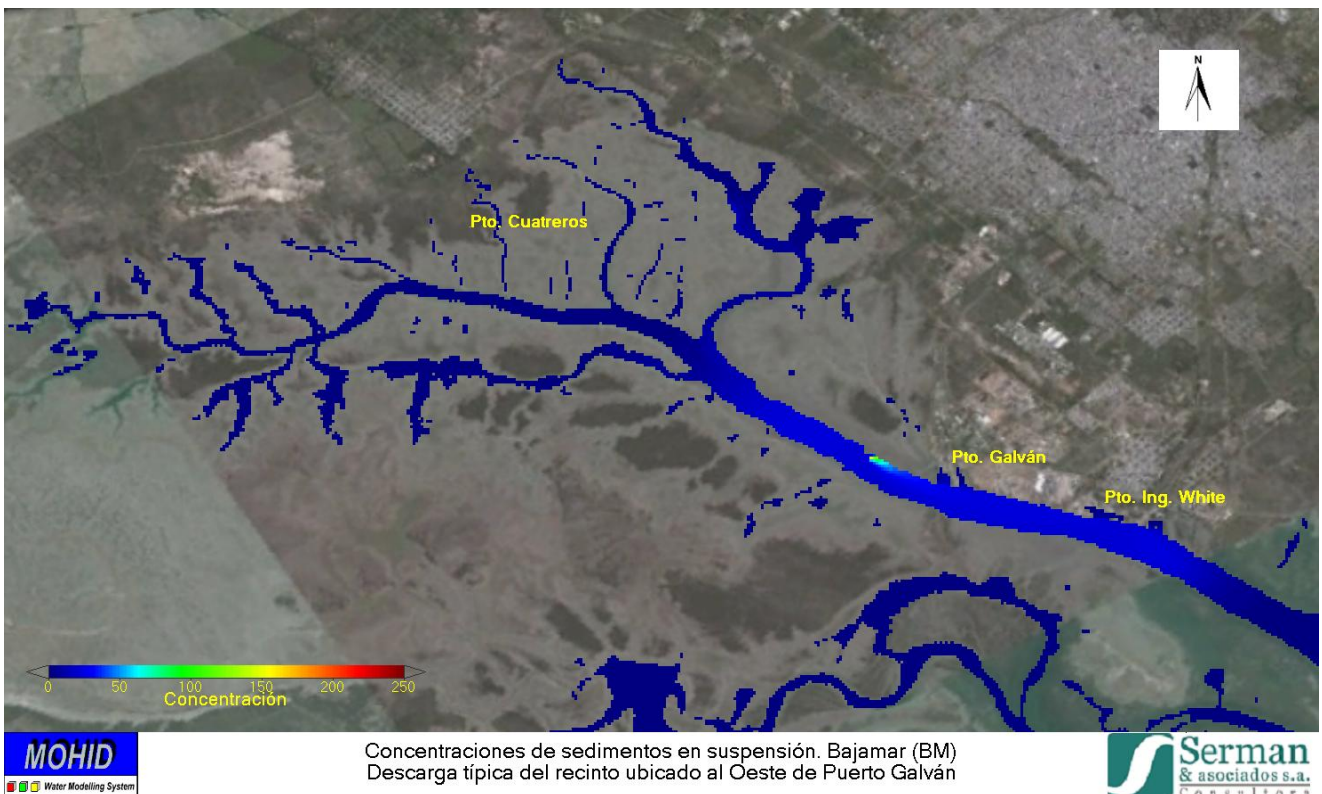 N
Pto. Cuatreros
Pto. Galván
Pto. Ing. White
0 50 100 150 200 250
Concentración
MOHID
Water Modelling System
Concentraciones de sedimentos en suspensión. Bajamar (BM)
Descarga típica del recinto ubicado al Oeste de Puerto Galván
Serman
& asociados s.a.
Consultora